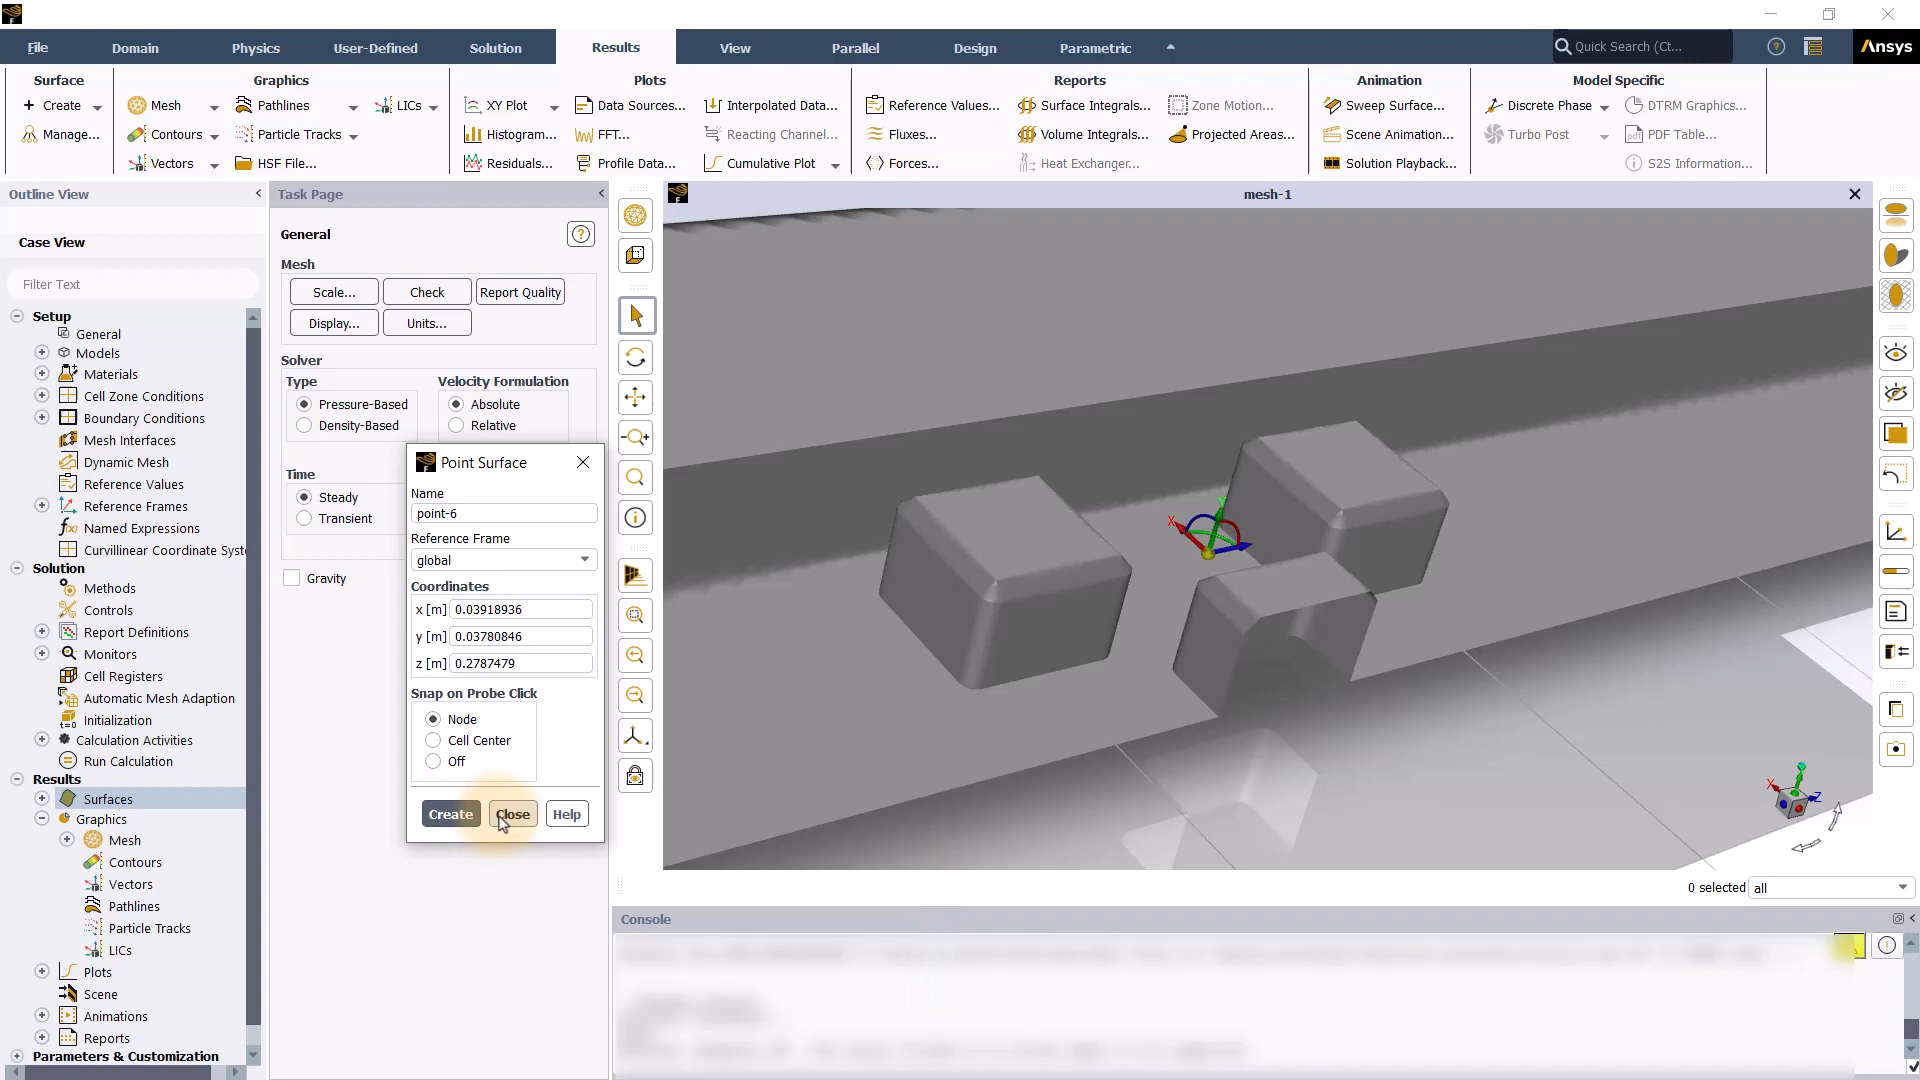 File
Domain
Physics
User-Defined
Solution
Results
View
Parallel
Design
Parametric
Quick Search (Ct...
Ansys
Surface
Graphics
Plots
Reports
Animation
Model Specific
Create
Mesh
Pathlines
LICs
XY Plot
Data Sources...
Interpolated Data...
Reference Values...
Surface Integrals...
Zone Motion...
Sweep Surface...
Discrete Phase
DTRM Graphics...
Manage...
Contours
Particle Tracks
Histogram...
FFT...
Reacting Channel...
Fluxes...
Volume Integrals...
Projected Areas...
Scene Animation...
Turbo Post
PDF Table...
Vectors
HSF File...
Residuals...
Profile Data...
Cumulative Plot
Forces...
Heat Exchanger...
Solution Playback...
S2S Information...
Outline View
Case View
Filter Text
Setup
General
Models
Materials
Cell Zone Conditions
Boundary Conditions
Mesh Interfaces
Dynamic Mesh
Reference Values
Reference Frames
Named Expressions
Curvillinear Coordinate Syst
Solution
Methods
Controls
Report Definitions
Monitors
Cell Registers
Automatic Mesh Adaption
Initialization
Calculation Activities
Run Calculation
Results
Surfaces
Graphics
Mesh
Contours
Vectors
Pathlines
Particle Tracks
LICs
Plots
Scene
Animations
Reports
Parameters & Customization
Task Page
General
Mesh
Scale...
Check
Report Quality
Display...
Units...
Solver
Type
Velocity Formulation
Pressure-Based
Absolute
Density-Based
Relative
Time
Steady
Transient
Gravity
Point Surface
Name
point-6
Reference Frame
global
Coordinates
x [m] 0.03918936
y [m] 0.03780846
z [m] 0.2787479
Snap on Probe Click
Node
Cell Center
Off
Create
Close
Help
mesh-1
X
Y
X
Z
0 selected
all
Console